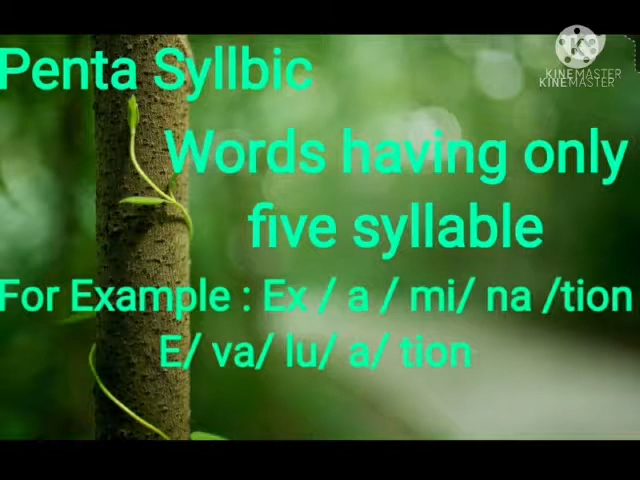 KINEMASTER
KINEMASTER
Penta Syllbic
Words having only
five syllable
For Example : Ex / a / mi/ na /tion
E/ va/ lu/ a/ tion